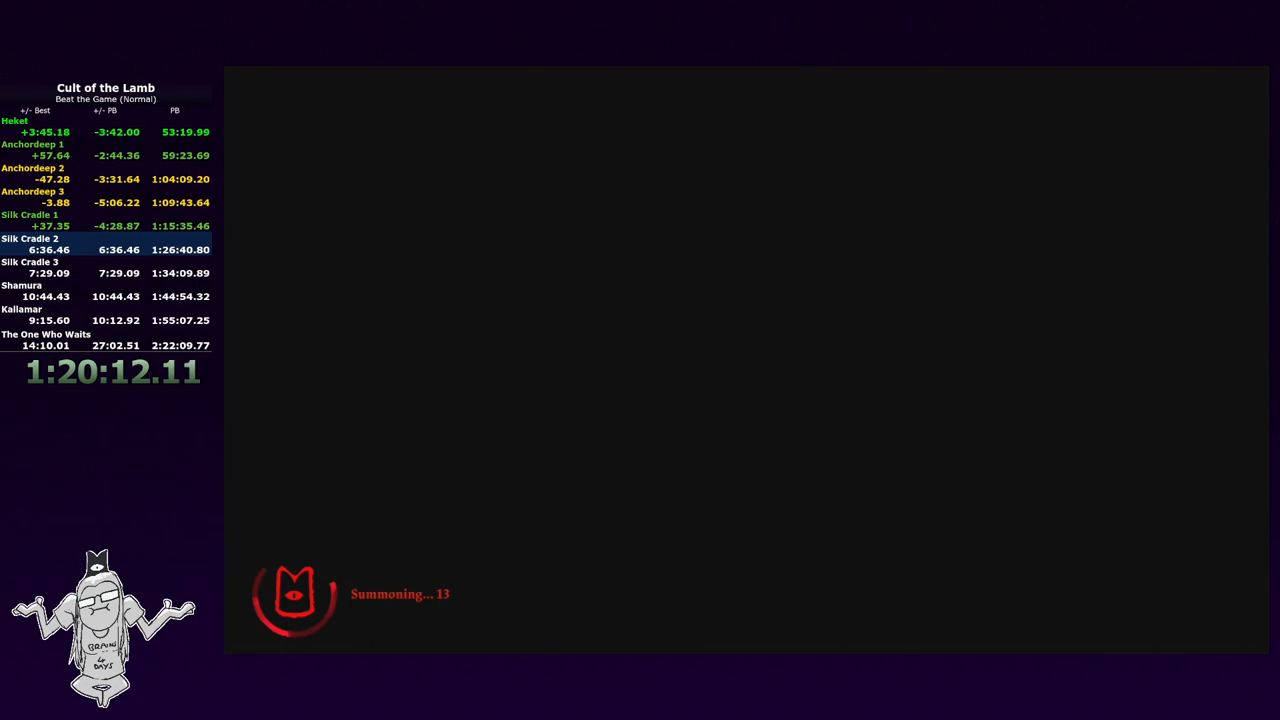 Cult of the Lamb
Beat the Game (Normal)
+/- Best +/- PB PB
Heket
+3:45.18 -3:42.00 53:19.99
Anchordeep 1
+57.64 -2:44.36 59:23.69
Anchordeep 2
-47.28 -3:31.64 1:04:09.20
Anchordeep 3
-3.88 -5:06.22 1:09:43.64
Silk Cradle 1
+37.35 -4:28.87 1:15:35.46
Silk Cradle 2
6:36.46 6:36.46 1:26:40.80
Silk Cradle 3
7:29.09 7:29.09 1:34:09.89
Shamura
10:44.43 10:44.43 1:44:54.32
Kallamar
9:15.60 10:12.92 1:55:07.25
The One Who Waits
14:10.01 27:02.51 2:22:09.77
1:20:12.11
Summoning... 13
BRAINS
4
DAYS